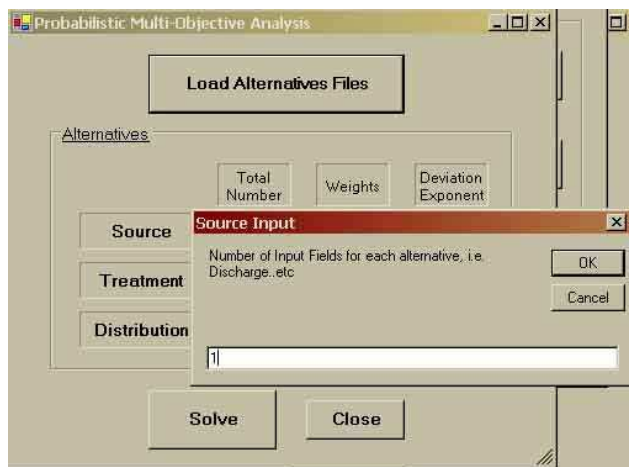 Probabilistic Multi-Objective Analysis
Load Alternatives Files
Alternatives
Total
Number
Weights
Deviation
Exponent
Source
Treatment
Distribution
Source Input
Number of Input Fields for each alternative, i.e.
Discharge..etc
OK
Cancel
1
Solve
Close